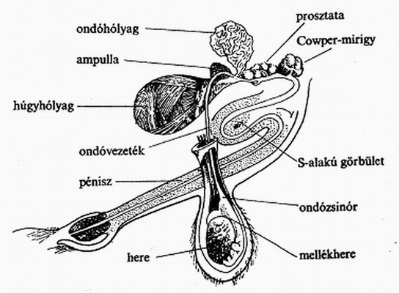 ondóhólyag
prosztata
Cowper-mirigy
ampulla
húgyhólyag
ondóvezeték
S-alakú görbület
pénisz
ondózsinór
here
mellékhere